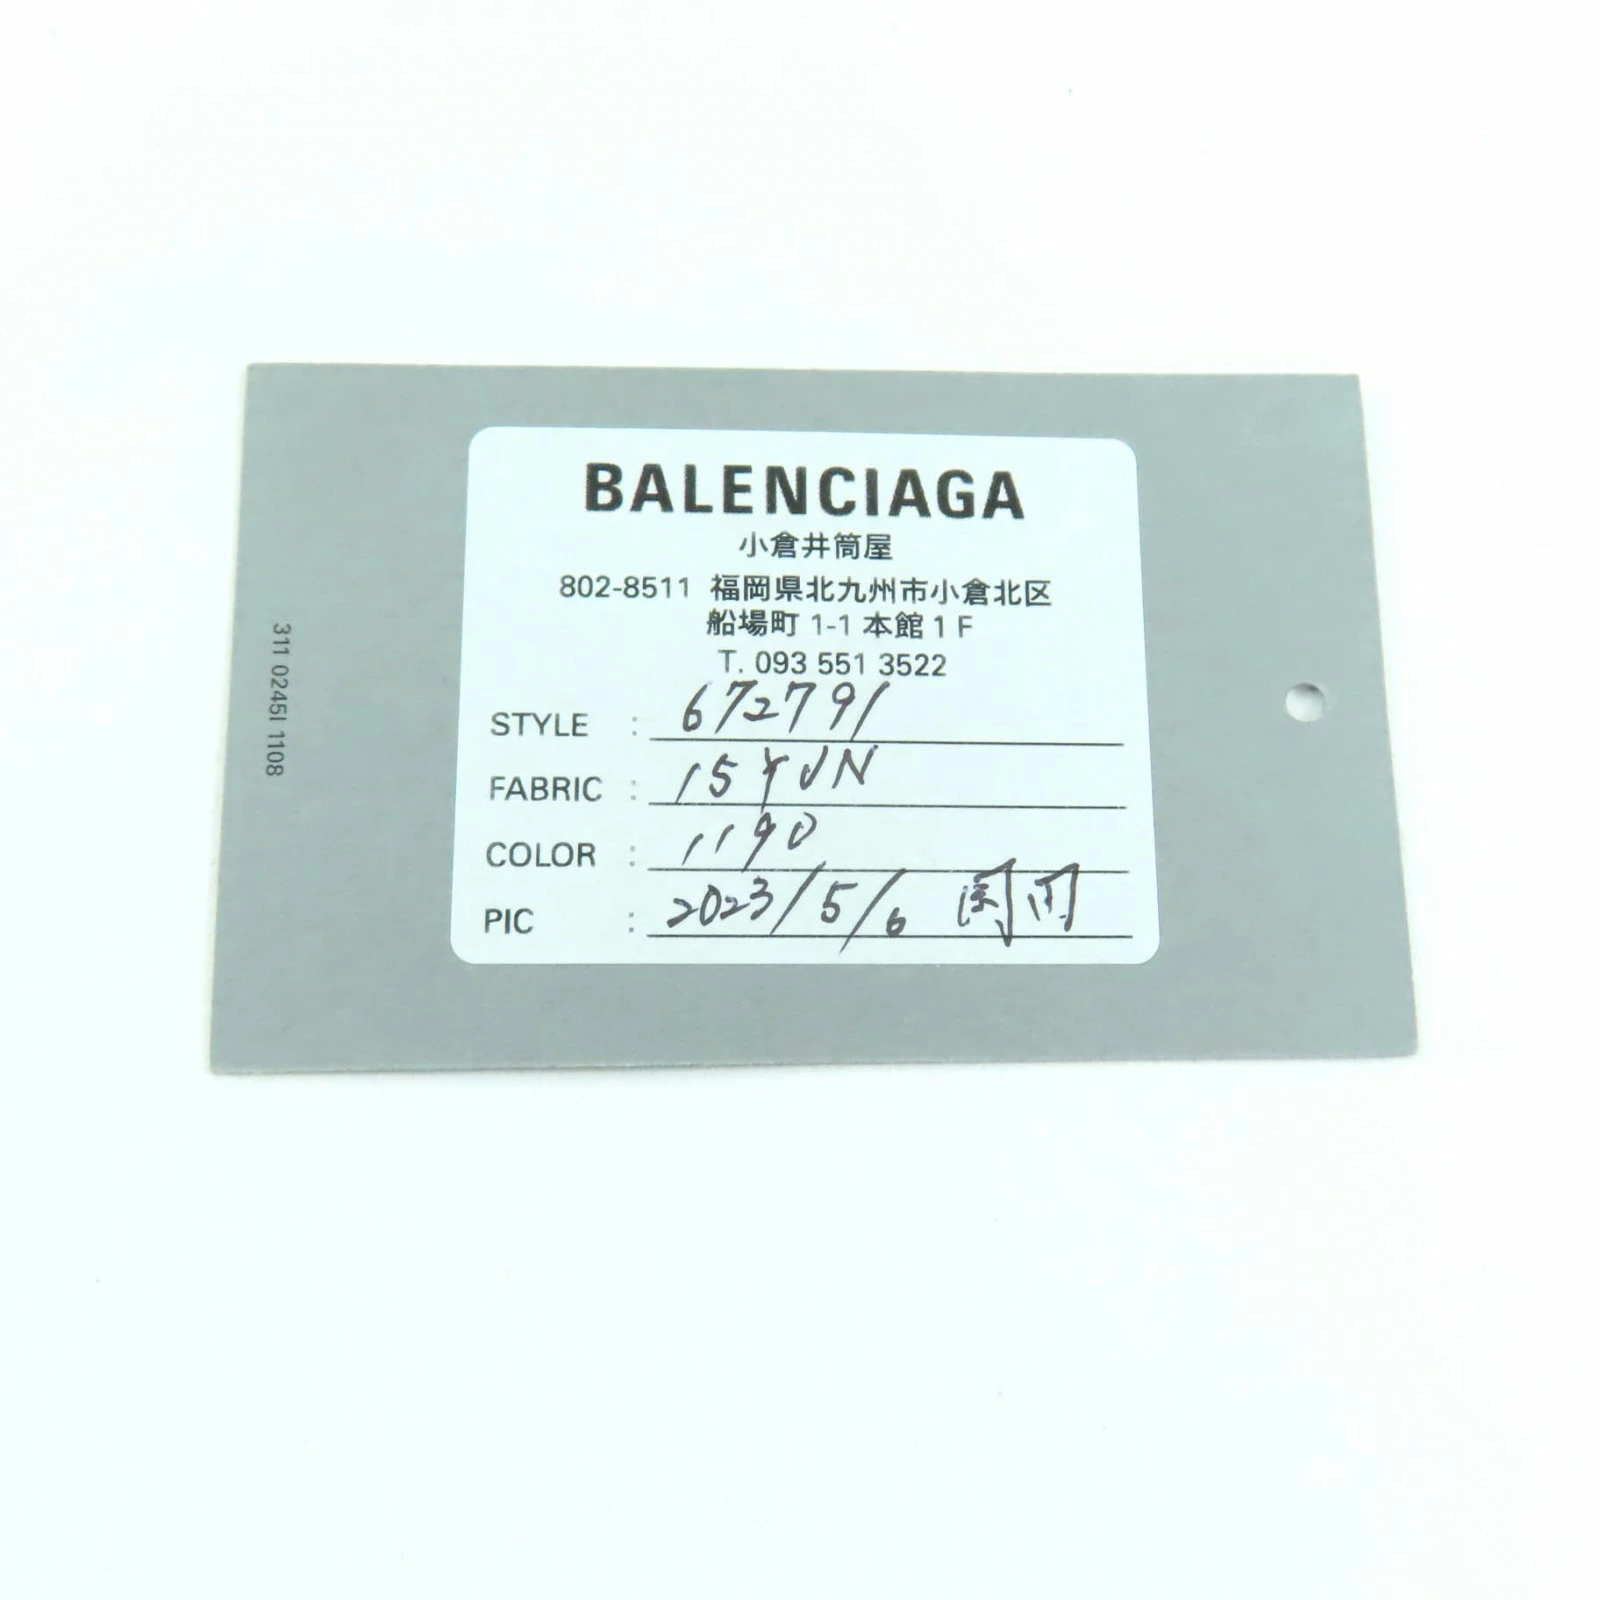 BALENCIAGA
小倉井筒屋
802-8511 福岡県北九州市小倉北区
船場町 1-1 本館 1 F
T. 093 551 3522
STYLE : 672791
FABRIC : 15YJN
COLOR : 1190
PIC : 2023/5/6
311 0245I 1108